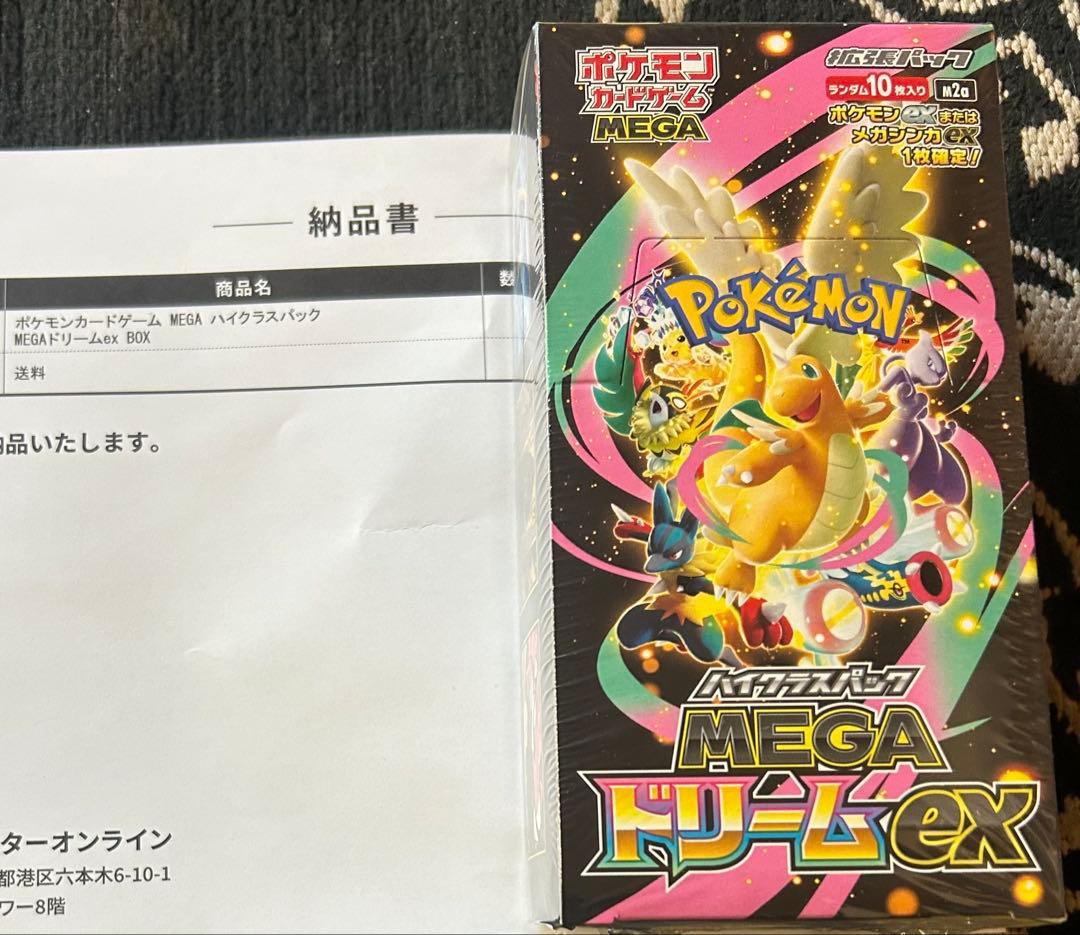 納品書
商品名
数
ポケモンカードゲーム MEGA ハイクラスパック
MEGAドリームex BOX
送料
品いたします。
ターオンライン
都港区六本木6-10-1
ワー8階
ポケモン
カードゲーム
MEGA
拡張パック
ランダム10枚入り M2a
ポケモンexまたは
メガシンカex
1枚確定!
POKéMON
TM
ハイクラスパック
MEGA
ドリームex